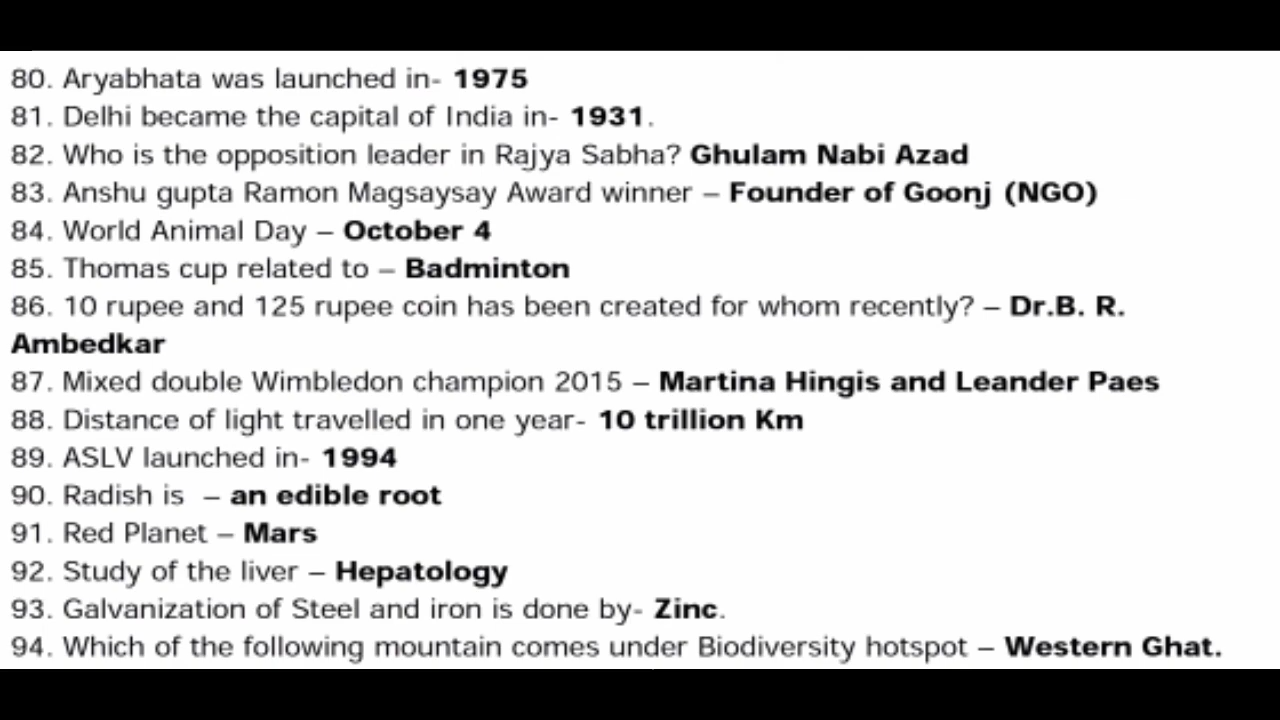 80. Aryabhata was launched in- 1975
81. Delhi became the capital of India in- 1931.
82. Who is the opposition leader in Rajya Sabha? Ghulam Nabi Azad
83. Anshu gupta Ramon Magsaysay Award winner – Founder of Goonj (NGO)
84. World Animal Day – October 4
85. Thomas cup related to – Badminton
86. 10 rupee and 125 rupee coin has been created for whom recently? – Dr.B. R.
Ambedkar
87. Mixed double Wimbledon champion 2015 – Martina Hingis and Leander Paes
88. Distance of light travelled in one year- 10 trillion Km
89. ASLV launched in- 1994
90. Radish is – an edible root
91. Red Planet – Mars
92. Study of the liver – Hepatology
93. Galvanization of Steel and iron is done by- Zinc.
94. Which of the following mountain comes under Biodiversity hotspot – Western Ghat.